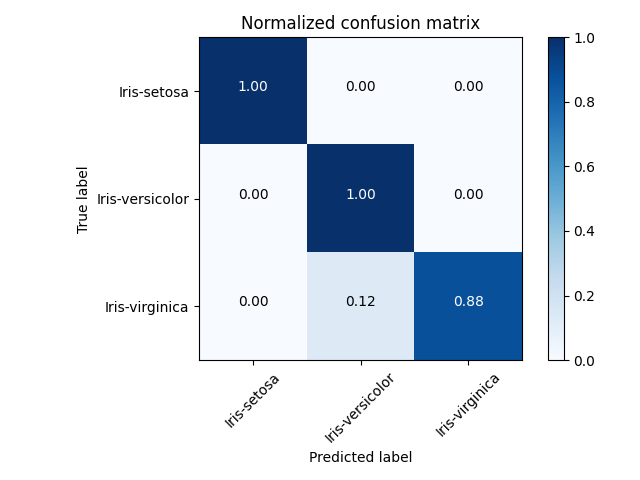 Normalized confusion matrix
True label
Iris-setosa
1.00 0.00 0.00
Iris-versicolor
0.00 1.00 0.00
Iris-virginica
0.00 0.12 0.88
Iris-setosa
Iris-versicolor
Iris-virginica
Predicted label
1.0
0.8
0.6
0.4
0.2
0.0